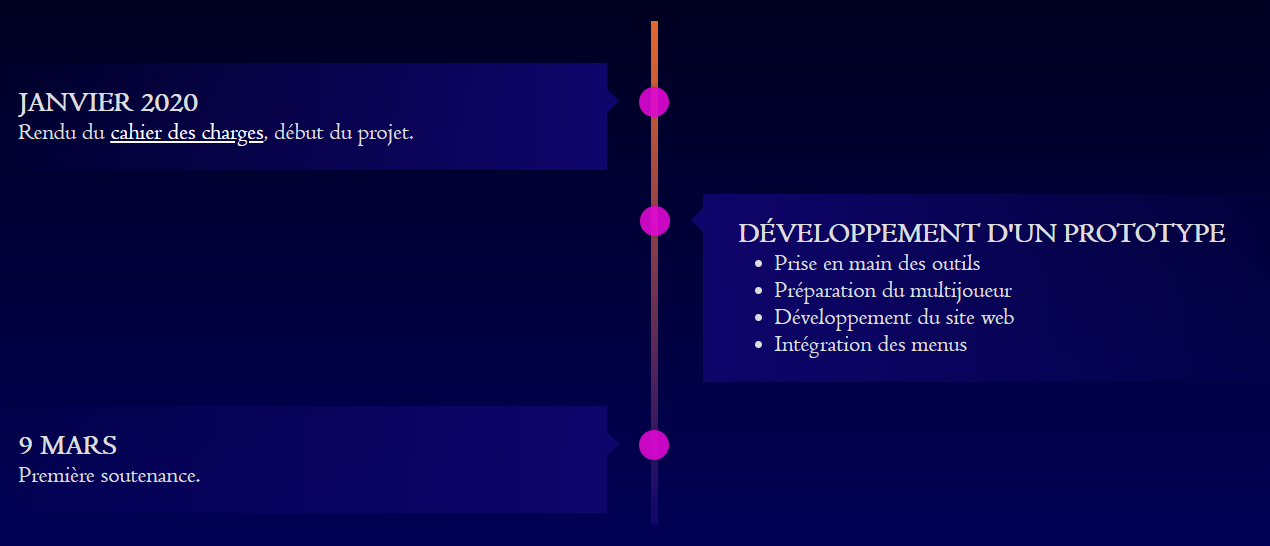 JANVIER 2020
Rendu du cahier des charges, début du projet.
DÉVELOPPEMENT D'UN PROTOTYPE
• Prise en main des outils
• Préparation du multijoueur
• Développement du site web
• Intégration des menus
9 MARS
Première soutenance.